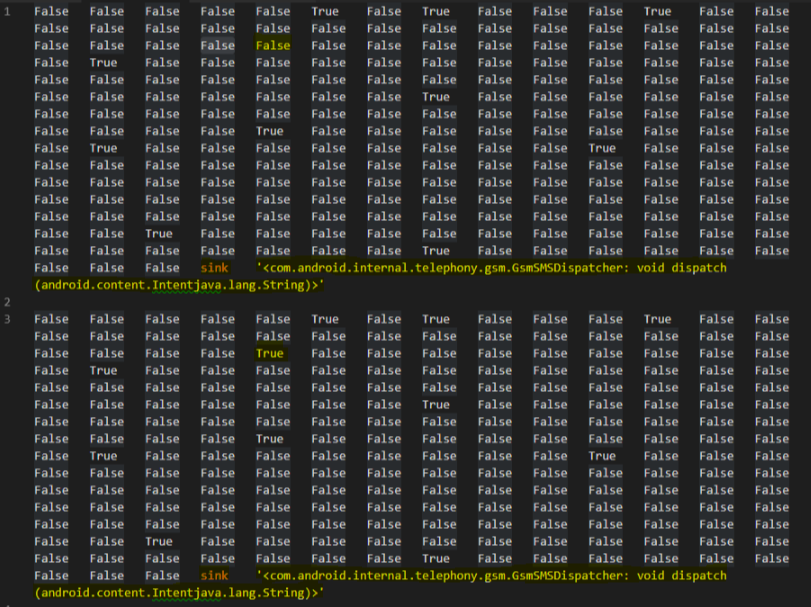 1 False False False False False True False True False False False True False False
False False False False False False False False False False False False False False
False False False False False False False False False False False False False False
False True False False False False False False False False False False False False
False False False False False False False False False False False False False False
False False False False False False False True False False False False False False
False False False False False False False False False False False False False False
False False False False True False False False False False False False False False
False True False False False False False False False False True False False False
False False False False False False False False False False False False False False
False False False False False False False False False False False False False False
False False False False False False False False False False False False False False
False False False False False False False False False False False False False False
False False True False False False False False False False False False False False
False False False False False False False True False False False False False False
False False False sink '<com.android.internal.telephony.gsm.GsmSMSDispatcher: void dispatch
(android.content.Intentjava.lang.String)>'
2
3 False False False False False True False True False False False True False False
False False False False False False False False False False False False False False
False False False False True False False False False False False False False False
False True False False False False False False False False False False False False
False False False False False False False False False False False False False False
False False False False False False False True False False False False False False
False False False False False False False False False False False False False False
False False False False True False False False False False False False False False
False True False False False False False False False False True False False False
False False False False False False False False False False False False False False
False False False False False False False False False False False False False False
False False False False False False False False False False False False False False
False False False False False False False False False False False False False False
False False True False False False False False False False False False False False
False False False False False False False True False False False False False False
False False False sink '<com.android.internal.telephony.gsm.GsmSMSDispatcher: void dispatch
(android.content.Intentjava.lang.String)>'